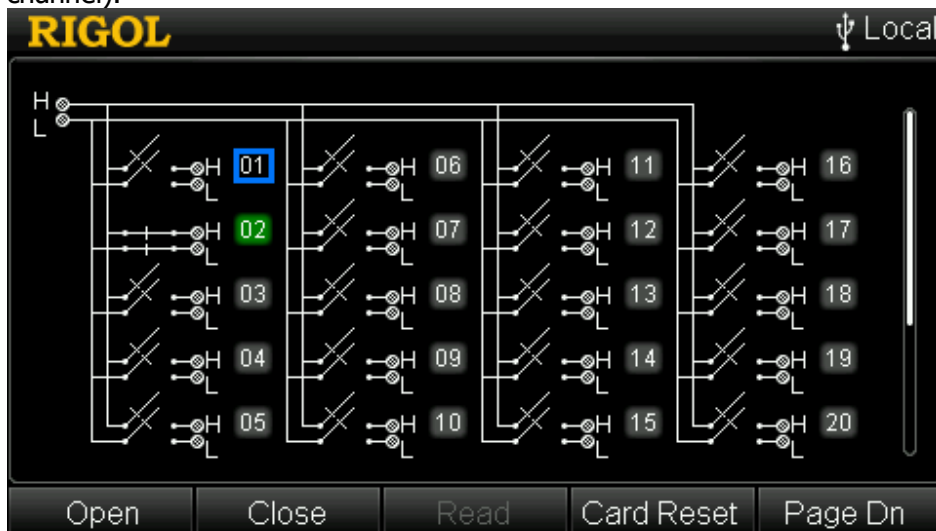 channel).
RIGOL Local
H
L
H 01 H 06 H 11 H 16
L L L L
H 02 H 07 H 12 H 17
L L L L
H 03 H 08 H 13 H 18
L L L L
H 04 H 09 H 14 H 19
L L L L
H 05 H 10 H 15 H 20
L L L L
Open Close Read Card Reset Page Dn